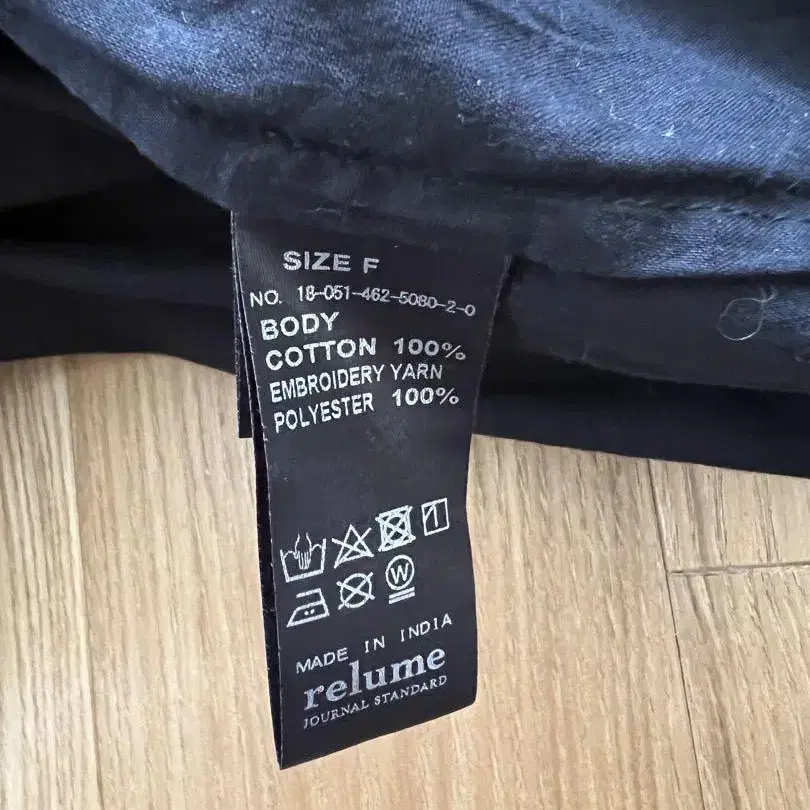 SIZE F
NO. 18-051-462-5080-2-0
BODY
COTTON 100%
EMBROIDERY YARN
POLYESTER 100%
W
MADE IN INDIA
relume
JOURNAL STANDARD